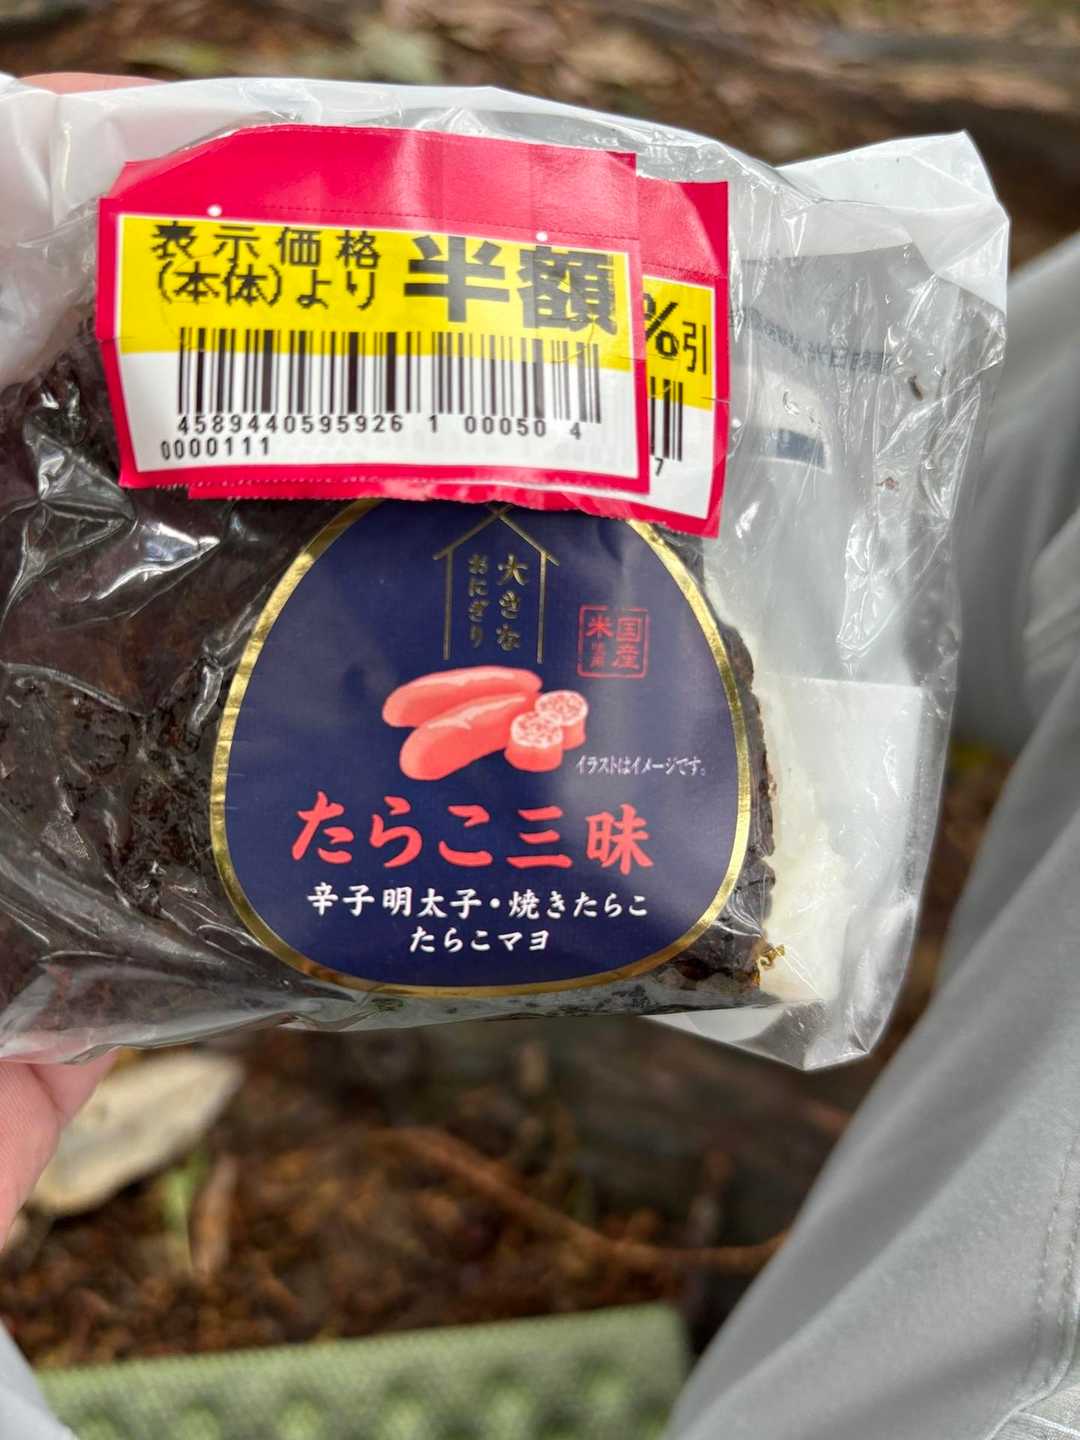 表示価格
(本体)より 半額
%引
4589440595926 1 00050 4
0000111
7
大きな
おにぎり
国産
米使用
イラストはイメージです。
たらこ三昧
辛子明太子・焼きたらこ
たらこマヨ